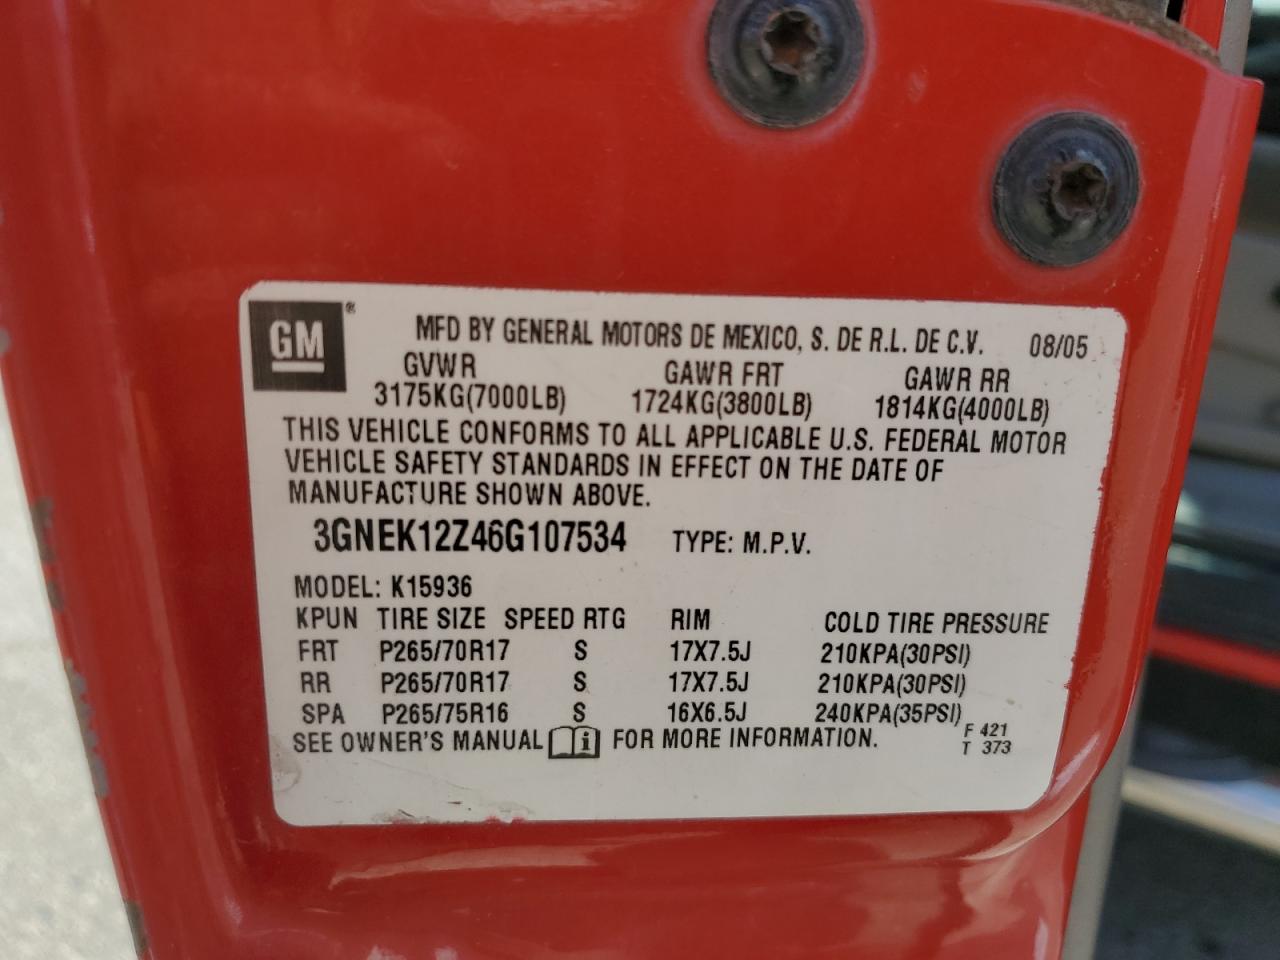 GM ® MFD BY GENERAL MOTORS DE MEXICO, S. DE R.L. DE C.V. 08/05
GVWR GAWR FRT GAWR RR
3175KG(7000LB) 1724KG(3800LB) 1814KG(4000LB)
THIS VEHICLE CONFORMS TO ALL APPLICABLE U.S. FEDERAL MOTOR
VEHICLE SAFETY STANDARDS IN EFFECT ON THE DATE OF
MANUFACTURE SHOWN ABOVE.
3GNEK12Z46G107534 TYPE: M.P.V.
MODEL: K15936
KPUN TIRE SIZE SPEED RTG RIM COLD TIRE PRESSURE
FRT P265/70R17 S 17X7.5J 210KPA(30PSI)
RR P265/70R17 S 17X7.5J 210KPA(30PSI)
SPA P265/75R16 S 16X6.5J 240KPA(35PSI)
SEE OWNER'S MANUAL i FOR MORE INFORMATION. F 421
T 373